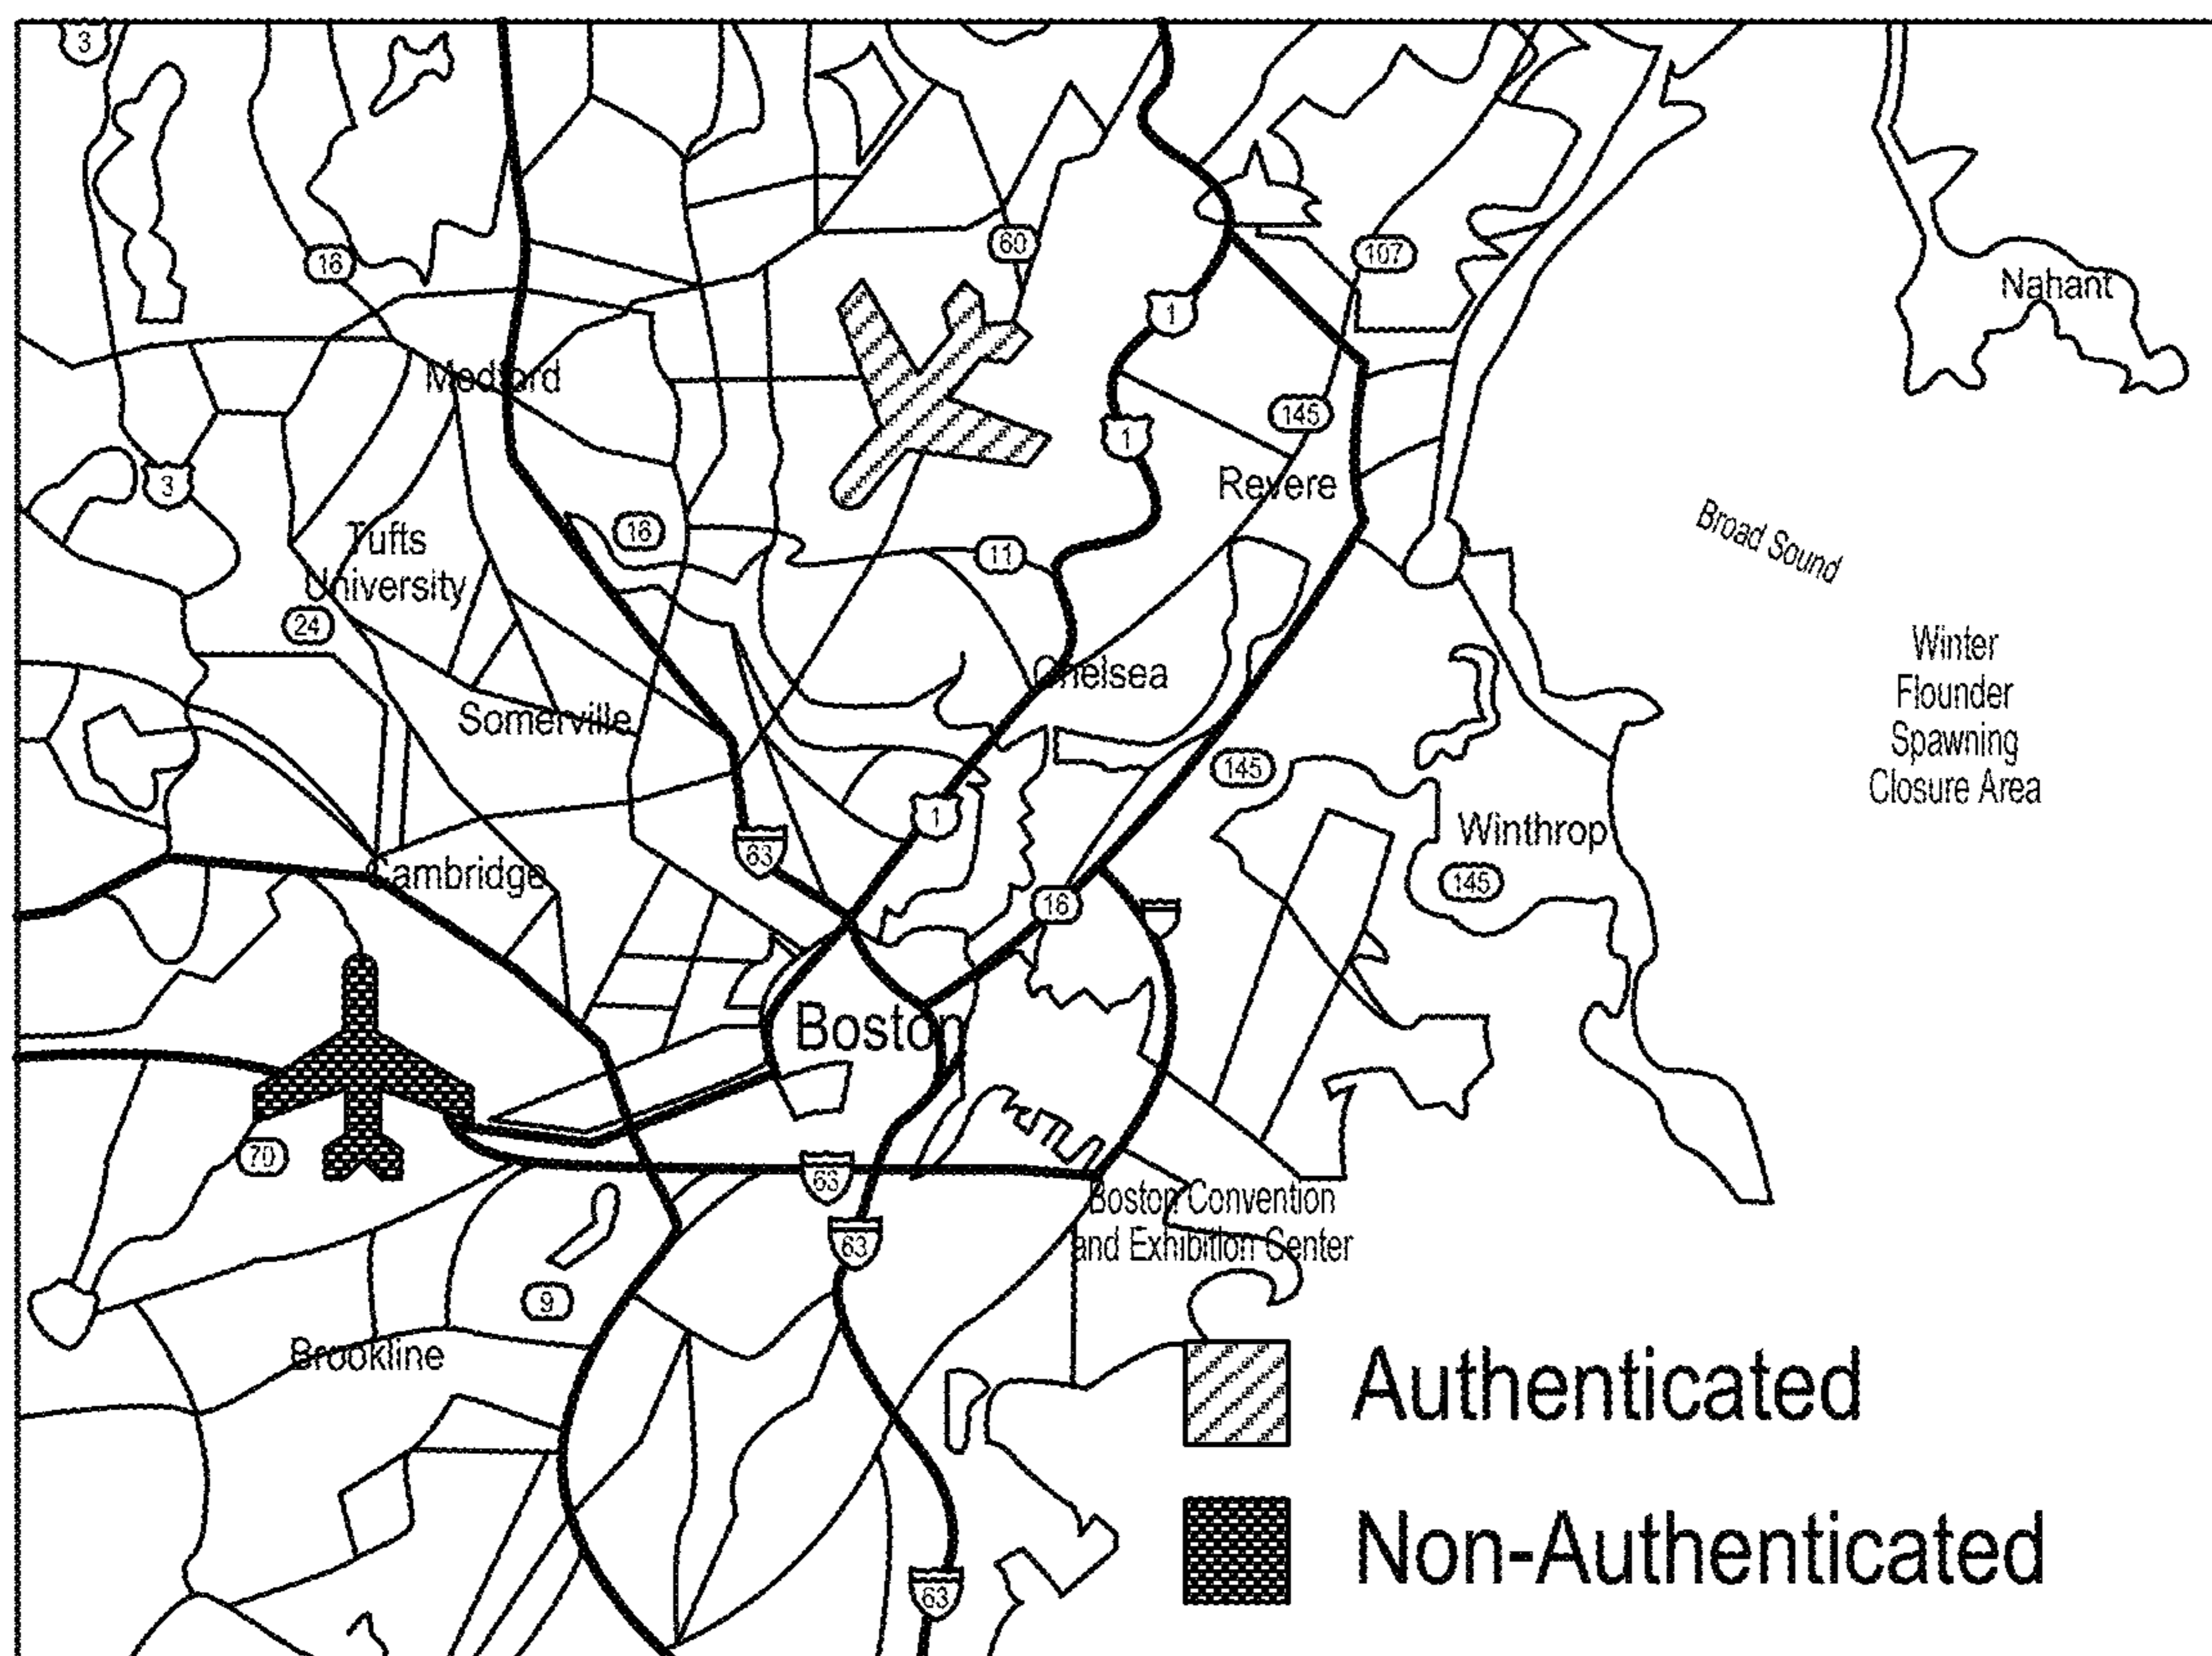 3
60
107
16
Nahant
1
Medford
145
1
Revere
3
Broad Sound
16
Tufts
University
11
24
Winter
Flounder
Spawning
Closure Area
Chelsea
Somerville
145
1
Winthrop
63
Cambridge
145
16
Boston
70
63
Boston Convention
and Exhibition Center
63
9
Brookline
Authenticated
Non-Authenticated
63